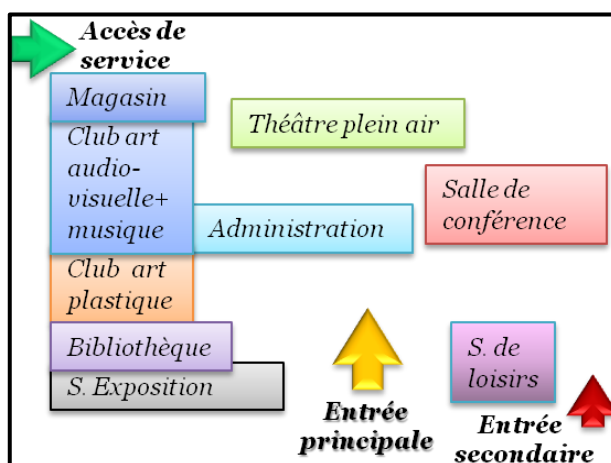 Accès de
service
Magasin
Club art
audio-
visuelle+
musique
Théâtre plein air
Salle de
conférence
Administration
Club art
plastique
Bibliothèque
S. Exposition
S. de
loisirs
Entrée
principale
Entrée
secondaire